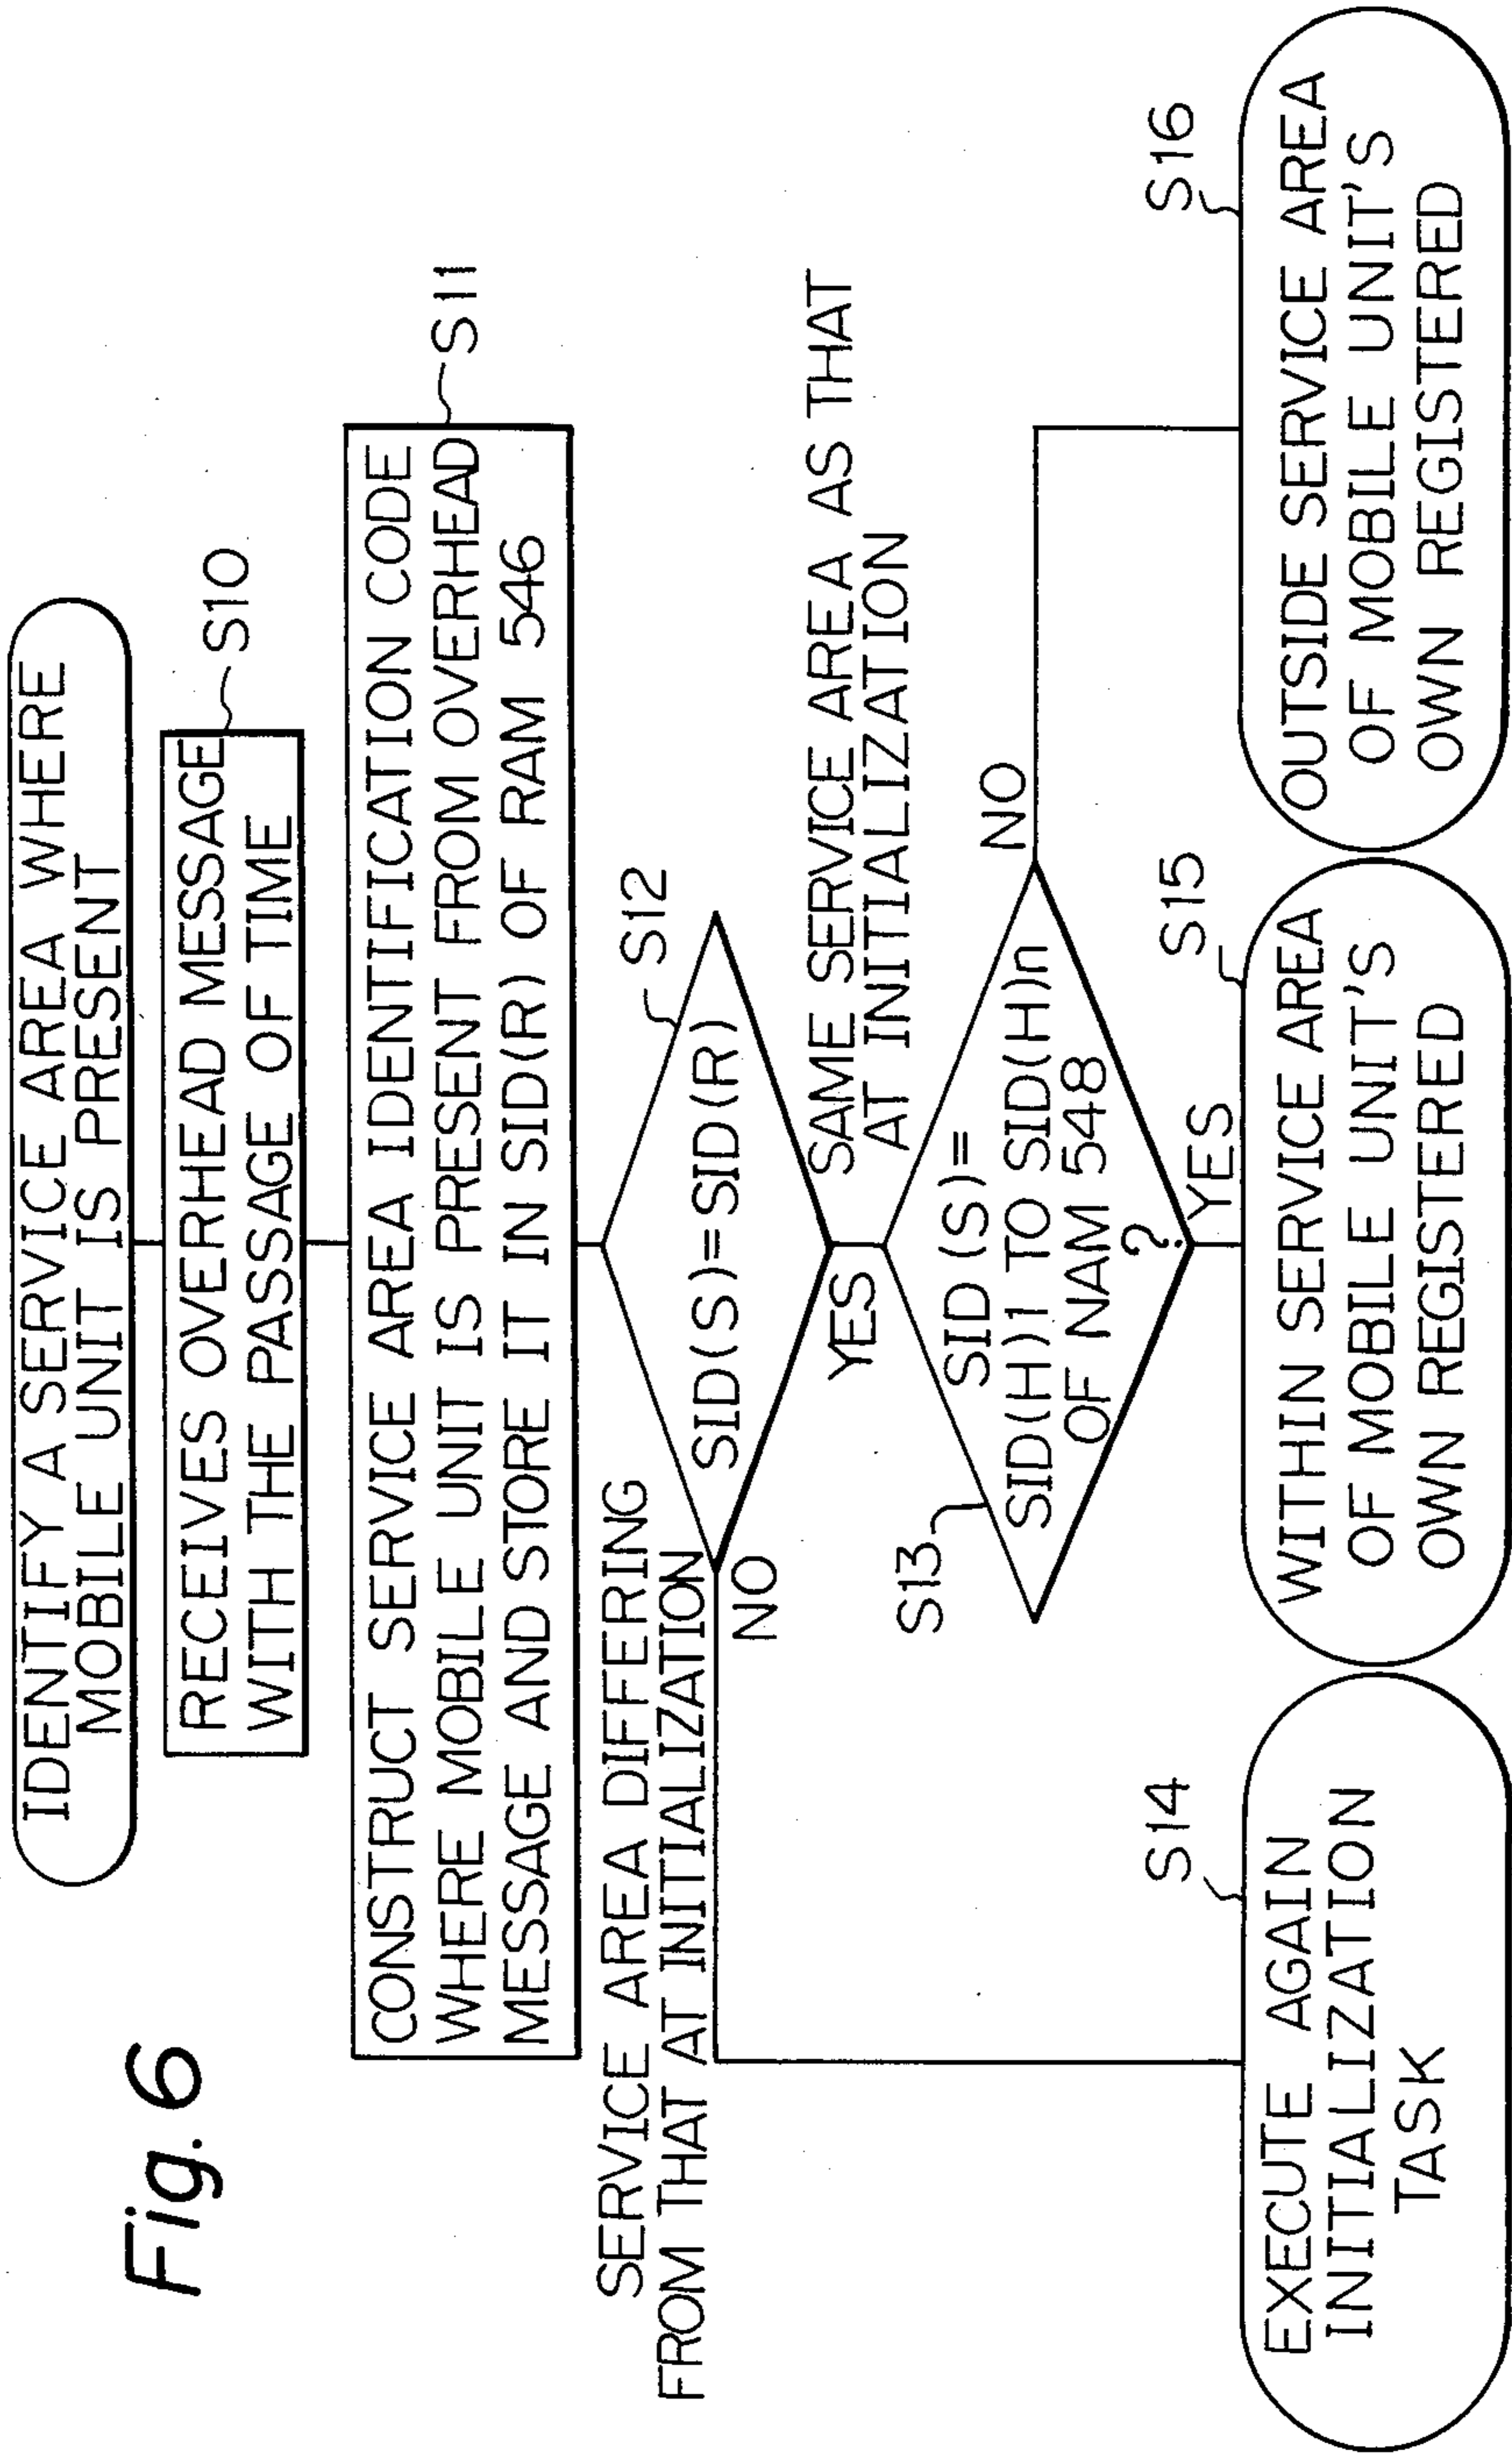 Fig. 6
IDENTIFY A SERVICE AREA WHERE
MOBILE UNIT IS PRESENT
S10
RECEIVES OVERHEAD MESSAGE
WITH THE PASSAGE OF TIME
S11
CONSTRUCT SERVICE AREA IDENTIFICATION CODE
WHERE MOBILE UNIT IS PRESENT FROM OVERHEAD
MESSAGE AND STORE IT IN SID(R) OF RAM 546
S12
SID(S)=SID(R)
SERVICE AREA DIFFERING
FROM THAT AT INITIALIZATION
NO
YES
SAME SERVICE AREA AS THAT
AT INITIALIZATION
S13
SID(S)=
SID(H)1 TO SID(H)n
OF NAM 548
?
NO
YES
S14
EXECUTE AGAIN
INITIALIZATION
TASK
S15
WITHIN SERVICE AREA
OF MOBILE UNIT'S
OWN REGISTERED
S16
OUTSIDE SERVICE AREA
OF MOBILE UNIT'S
OWN REGISTERED